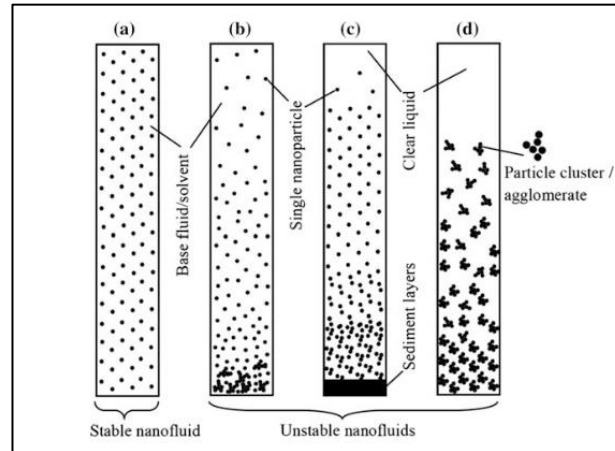 (a) (b) (c) (d)
Base fluid/solvent
Single nanoparticle
Clear liquid
Sediment layers
Particle cluster /
agglomerate
Stable nanofluid
Unstable nanofluids